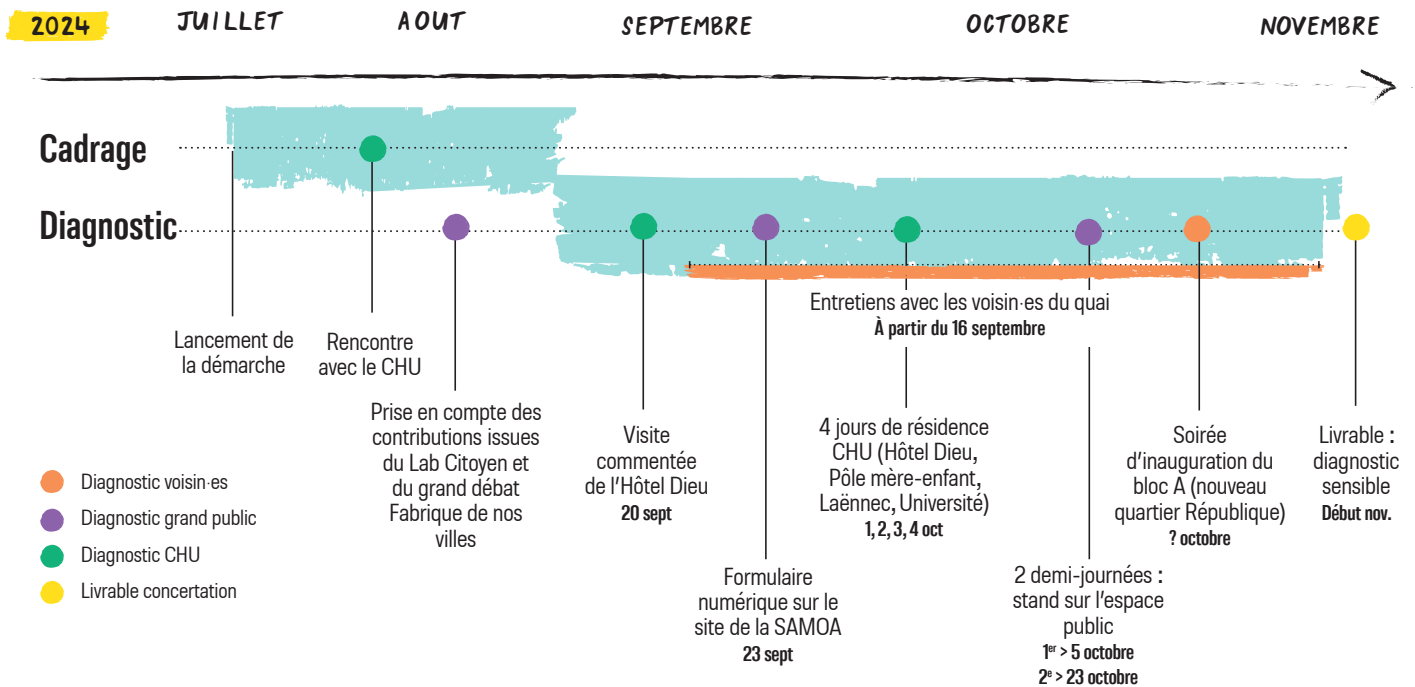 2024
JUILLET
AOUT
SEPTEMBRE
OCTOBRE
NOVEMBRE
Cadrage
Diagnostic
Lancement de
la démarche
Rencontre
avec le CHU
Prise en compte des
contributions issues
du Lab Citoyen et
du grand débat
Fabrique de nos
villes
Visite
commentée
de l'Hôtel Dieu
20 sept
Formulaire
numérique sur le
site de la SAMOA
23 sept
Entretiens avec les voisin·es du quai
À partir du 16 septembre
4 jours de résidence
CHU (Hôtel Dieu,
Pôle mère-enfant,
Laënnec, Université)
1, 2, 3, 4 oct
2 demi-journées :
stand sur l'espace
public
1er > 5 octobre
2e > 23 octobre
Soirée
d'inauguration du
bloc A (nouveau
quartier République)
? octobre
Livrable :
diagnostic
sensible
Début nov.
Diagnostic voisin·es
Diagnostic grand public
Diagnostic CHU
Livrable concertation